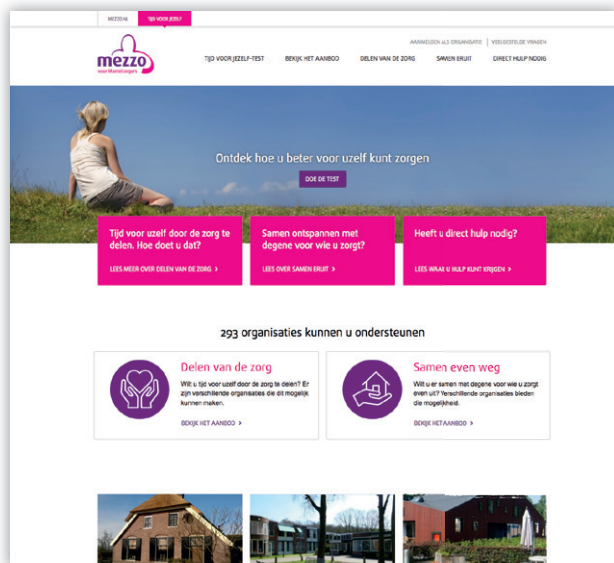 MEZZO.NL
TIJD VOOR JEZELF
AANMELDEN ALS ORGANISATIE | VEELGESTELDE VRAGEN
mezzo
voor Mantelzorgers
TIJD VOOR JEZELF-TEST BEKIJK HET AANBOD DELEN VAN DE ZORG SAMEN ERUIT DIRECT HULP NODIG
Ontdek hoe u beter voor uzelf kunt zorgen
DOE DE TEST
Tijd voor uzelf door de zorg te
delen. Hoe doet u dat?
LEES MEER OVER DELEN VAN DE ZORG >
Samen ontspannen met
degene voor wie u zorgt?
LEES OVER SAMEN ERUIT >
Heeft u direct hulp nodig?
LEES WAAR U HULP KUNT KRIJGEN >
293 organisaties kunnen u ondersteunen
Delen van de zorg
Wilt u tijd voor uzelf door de zorg te delen? Er
zijn verschillende organisaties die dit mogelijk
kunnen maken.
BEKIJK HET AANBOD >
Samen even weg
Wilt u er samen met degene voor wie u zorgt
even uit? Verschillende organisaties bieden
die mogelijkheid.
BEKIJK HET AANBOD >